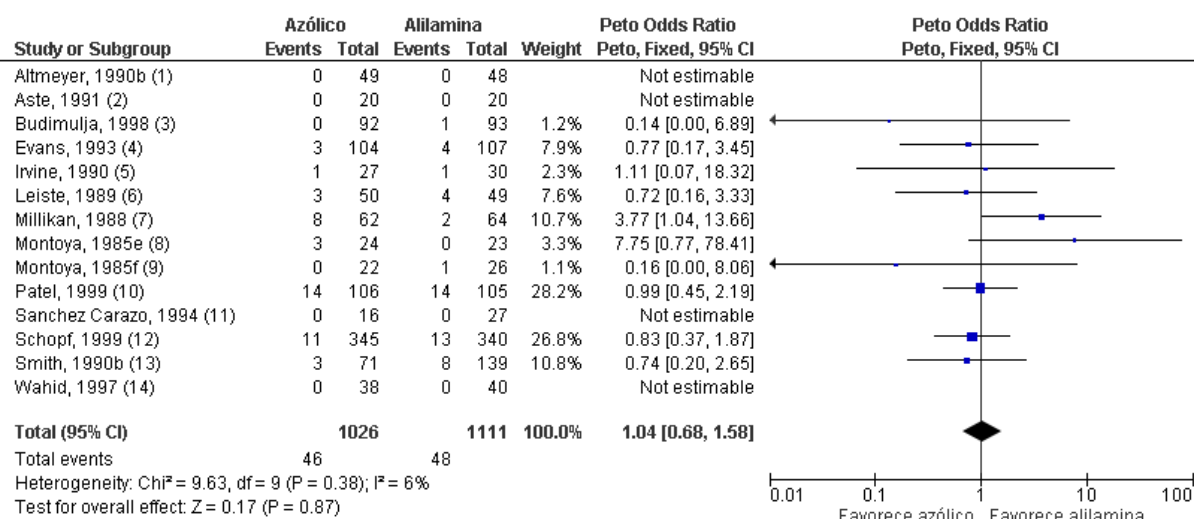 Azólico Alilamina Peto Odds Ratio Peto Odds Ratio
Study or Subgroup Events Total Events Total Weight Peto, Fixed, 95% CI Peto, Fixed, 95% CI
Altmeyer, 1990b (1) 0 49 0 48 Not estimable
Aste, 1991 (2) 0 20 0 20 Not estimable
Budimulja, 1998 (3) 0 92 1 93 1.2% 0.14 [0.00, 6.89]
Evans, 1993 (4) 3 104 4 107 7.9% 0.77 [0.17, 3.45]
Irvine, 1990 (5) 1 27 1 30 2.3% 1.11 [0.07, 18.32]
Leiste, 1989 (6) 3 50 4 49 7.6% 0.72 [0.16, 3.33]
Millikan, 1988 (7) 8 62 2 64 10.7% 3.77 [1.04, 13.66]
Montoya, 1985e (8) 3 24 0 23 3.3% 7.75 [0.77, 78.41]
Montoya, 1985f (9) 0 22 1 26 1.1% 0.16 [0.00, 8.06]
Patel, 1999 (10) 14 106 14 105 28.2% 0.99 [0.45, 2.19]
Sanchez Carazo, 1994 (11) 0 16 0 27 Not estimable
Schopf, 1999 (12) 11 345 13 340 26.8% 0.83 [0.37, 1.87]
Smith, 1990b (13) 3 71 8 139 10.8% 0.74 [0.20, 2.65]
Wahid, 1997 (14) 0 38 0 40 Not estimable
Total (95% CI) 1026 1111 100.0% 1.04 [0.68, 1.58]
Total events 46 48
Heterogeneity: Chi² = 9.63, df = 9 (P = 0.38); I² = 6%
Test for overall effect: Z = 0.17 (P = 0.87)
0.01 0.1 1 10 100
Favorece azólico Favorece alilamina